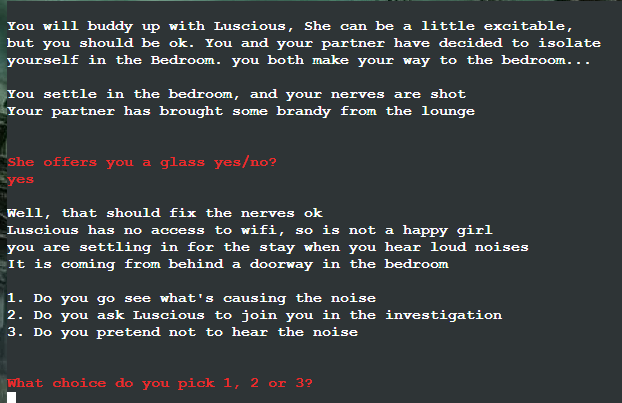 You will buddy up with Luscious, She can be a little excitable,
but you should be ok. You and your partner have decided to isolate
yourself in the Bedroom. you both make your way to the bedroom...
You settle in the bedroom, and your nerves are shot
Your partner has brought some brandy from the lounge
She offers you a glass yes/no?
yes
Well, that should fix the nerves ok
Luscious has no access to wifi, so is not a happy girl
you are settling in for the stay when you hear loud noises
It is coming from behind a doorway in the bedroom
1. Do you go see what's causing the noise
2. Do you ask Luscious to join you in the investigation
3. Do you pretend not to hear the noise
What choice do you pick 1, 2 or 3?